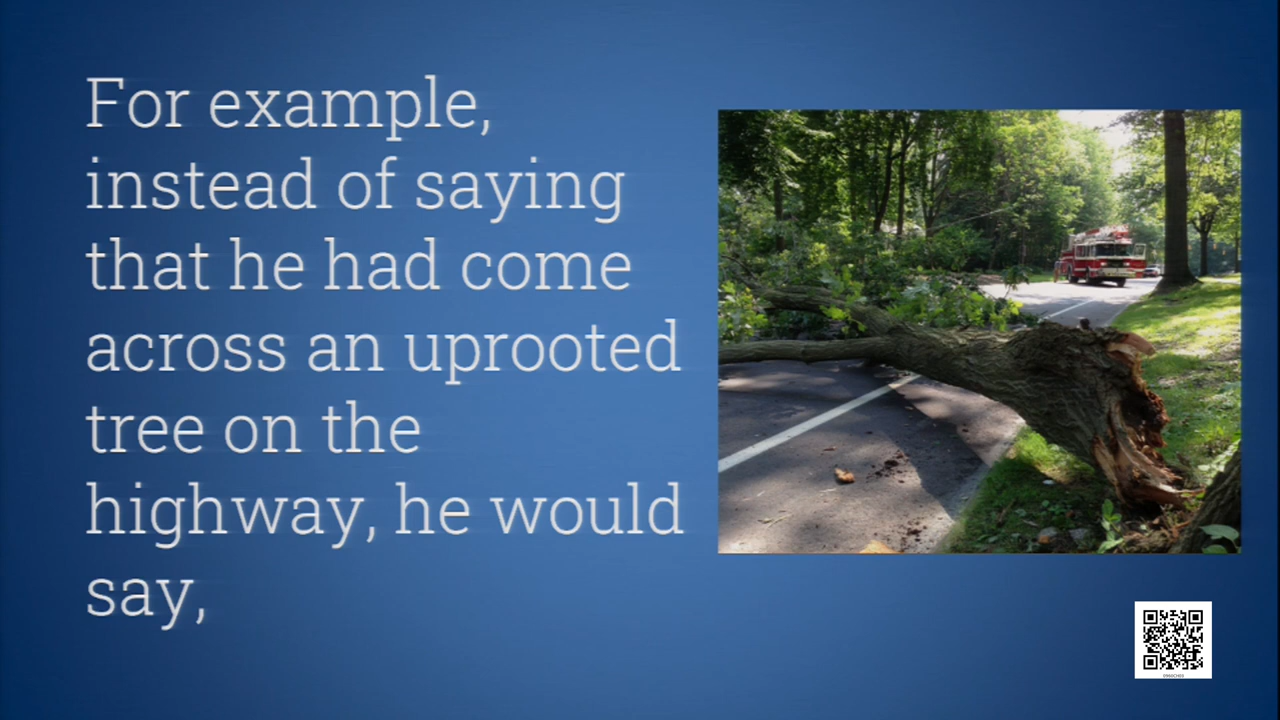 For example,
instead of saying
that he had come
across an uprooted
tree on the
highway, he would
say,